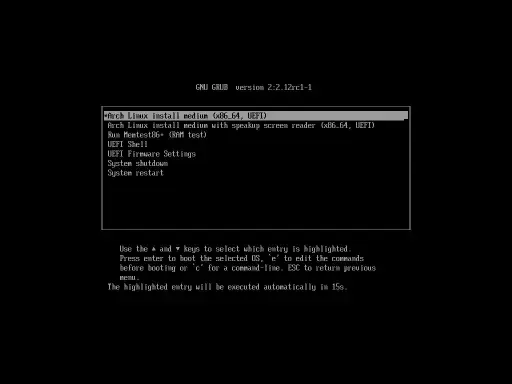 GNU GRUB  version 2:2.12rc1-1
*Arch Linux install medium (x86_64, UEFI)
Arch Linux install medium with speakup screen reader (x86_64, UEFI)
Run Memtest86+ (RAM test)
UEFI Shell
UEFI Firmware Settings
System shutdown
System restart
Use the ▲ and ▼ keys to select which entry is highlighted.
Press enter to boot the selected OS, `e' to edit the commands
before booting or `c' for a command-line. ESC to return previous
menu.
The highlighted entry will be executed automatically in 15s.